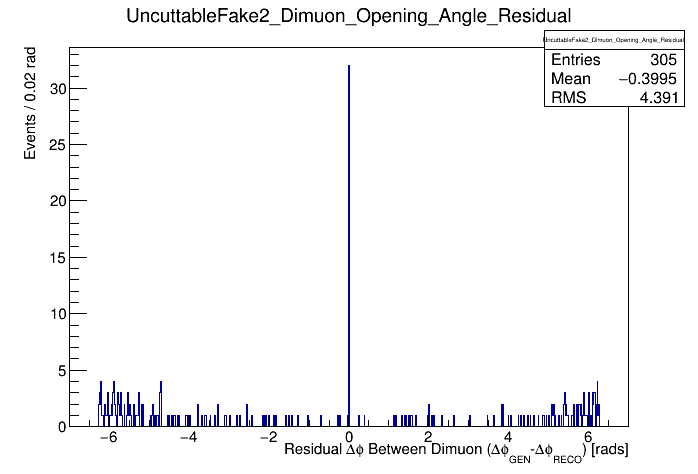 UncuttableFake2_Dimuon_Opening_Angle_Residual
UncuttableFake2_Dimuon_Opening_Angle_Residual
Entries 305
Mean −0.3995
RMS 4.391
Events / 0.02 rad
30
25
20
15
10
5
0
−6 −4 −2 0 2 4 6
Residual Δϕ Between Dimuon (Δϕ_GEN-Δϕ_RECO) [rads]